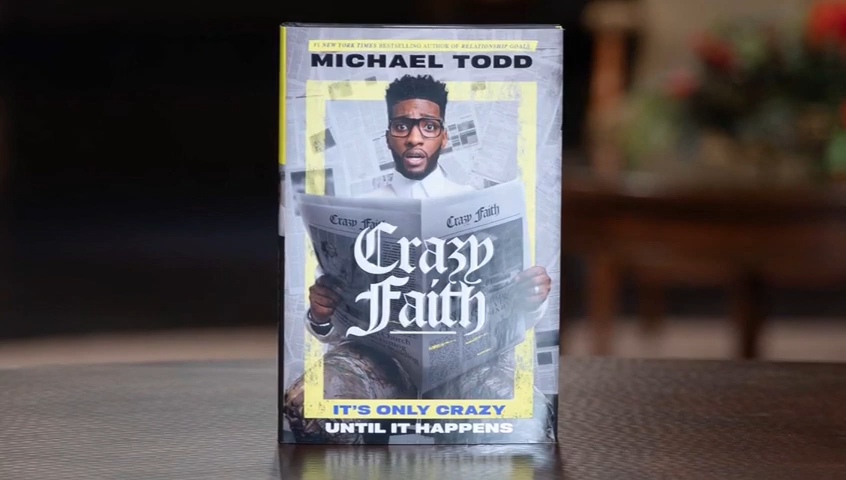 #1 NEW YORK TIMES BESTSELLING AUTHOR OF RELATIONSHIP GOALS
MICHAEL TODD
Crazy Faith
Crazy Faith
Crazy
Faith
IT'S ONLY CRAZY
UNTIL IT HAPPENS